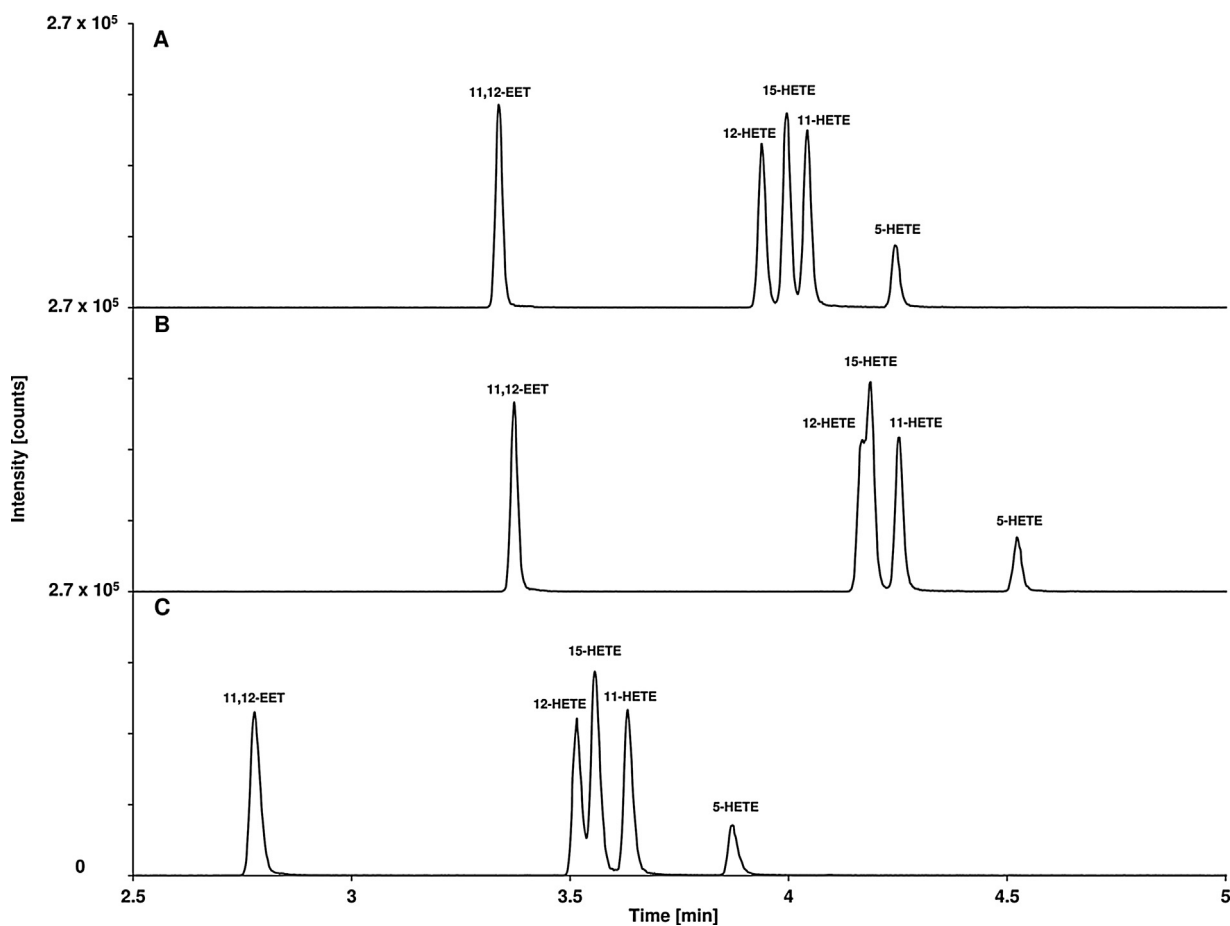 2.7 x 10⁵
A
11,12-EET
15-HETE
12-HETE
11-HETE
5-HETE
2.7 x 10⁵
B
11,12-EET
15-HETE
12-HETE
11-HETE
5-HETE
Intensity [counts]
2.7 x 10⁵
C
11,12-EET
15-HETE
12-HETE
11-HETE
5-HETE
0
2.5 3 3.5 4 4.5 5
Time [min]